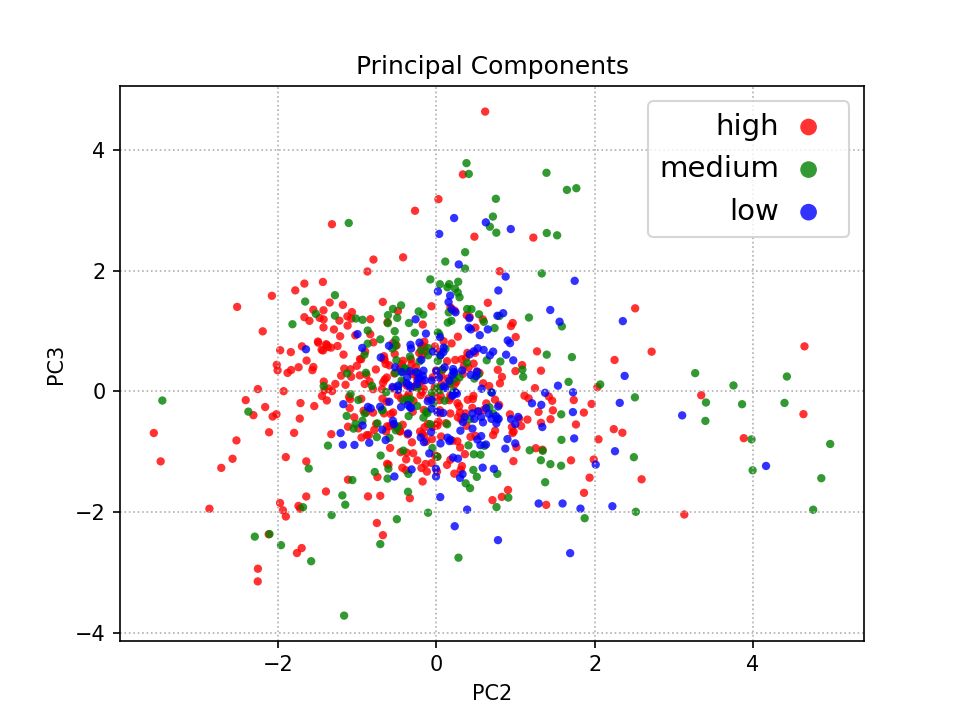 Principal Components
high
medium
low
4
2
0
−2
−4
−2
0
2
4
PC3
PC2